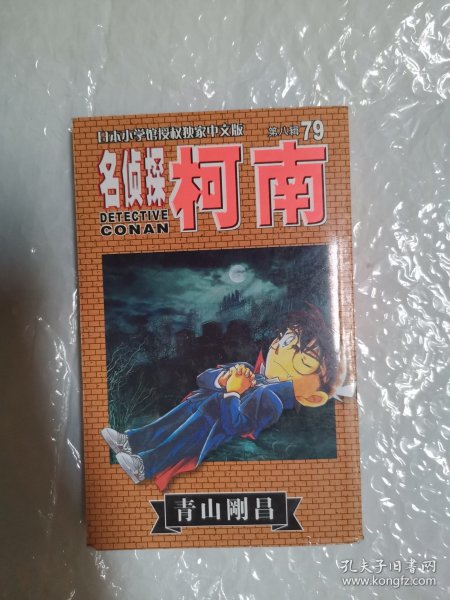 日本小学馆授权独家中文版 第八辑79
名侦探
柯南
DETECTIVE
CONAN
青山剛昌
孔夫子旧书网
www.kongfz.com